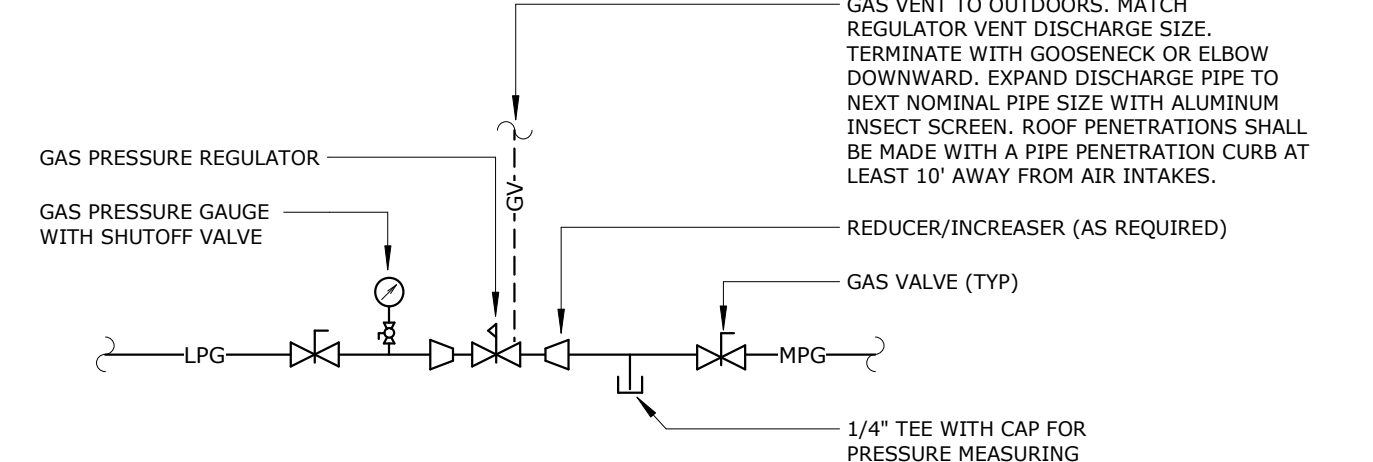 GAS VENT TO OUTDOORS. MATCH
REGULATOR VENT DISCHARGE SIZE.
TERMINATE WITH GOOSENECK OR ELBOW
DOWNWARD. EXPAND DISCHARGE PIPE TO
NEXT NOMINAL PIPE SIZE WITH ALUMINUM
INSECT SCREEN. ROOF PENETRATIONS SHALL
BE MADE WITH A PIPE PENETRATION CURB AT
LEAST 10' AWAY FROM AIR INTAKES.
GAS PRESSURE REGULATOR
GV
GAS PRESSURE GAUGE
WITH SHUTOFF VALVE
REDUCER/INCREASER (AS REQUIRED)
GAS VALVE (TYP)
LPG
MPG
1/4" TEE WITH CAP FOR
PRESSURE MEASURING